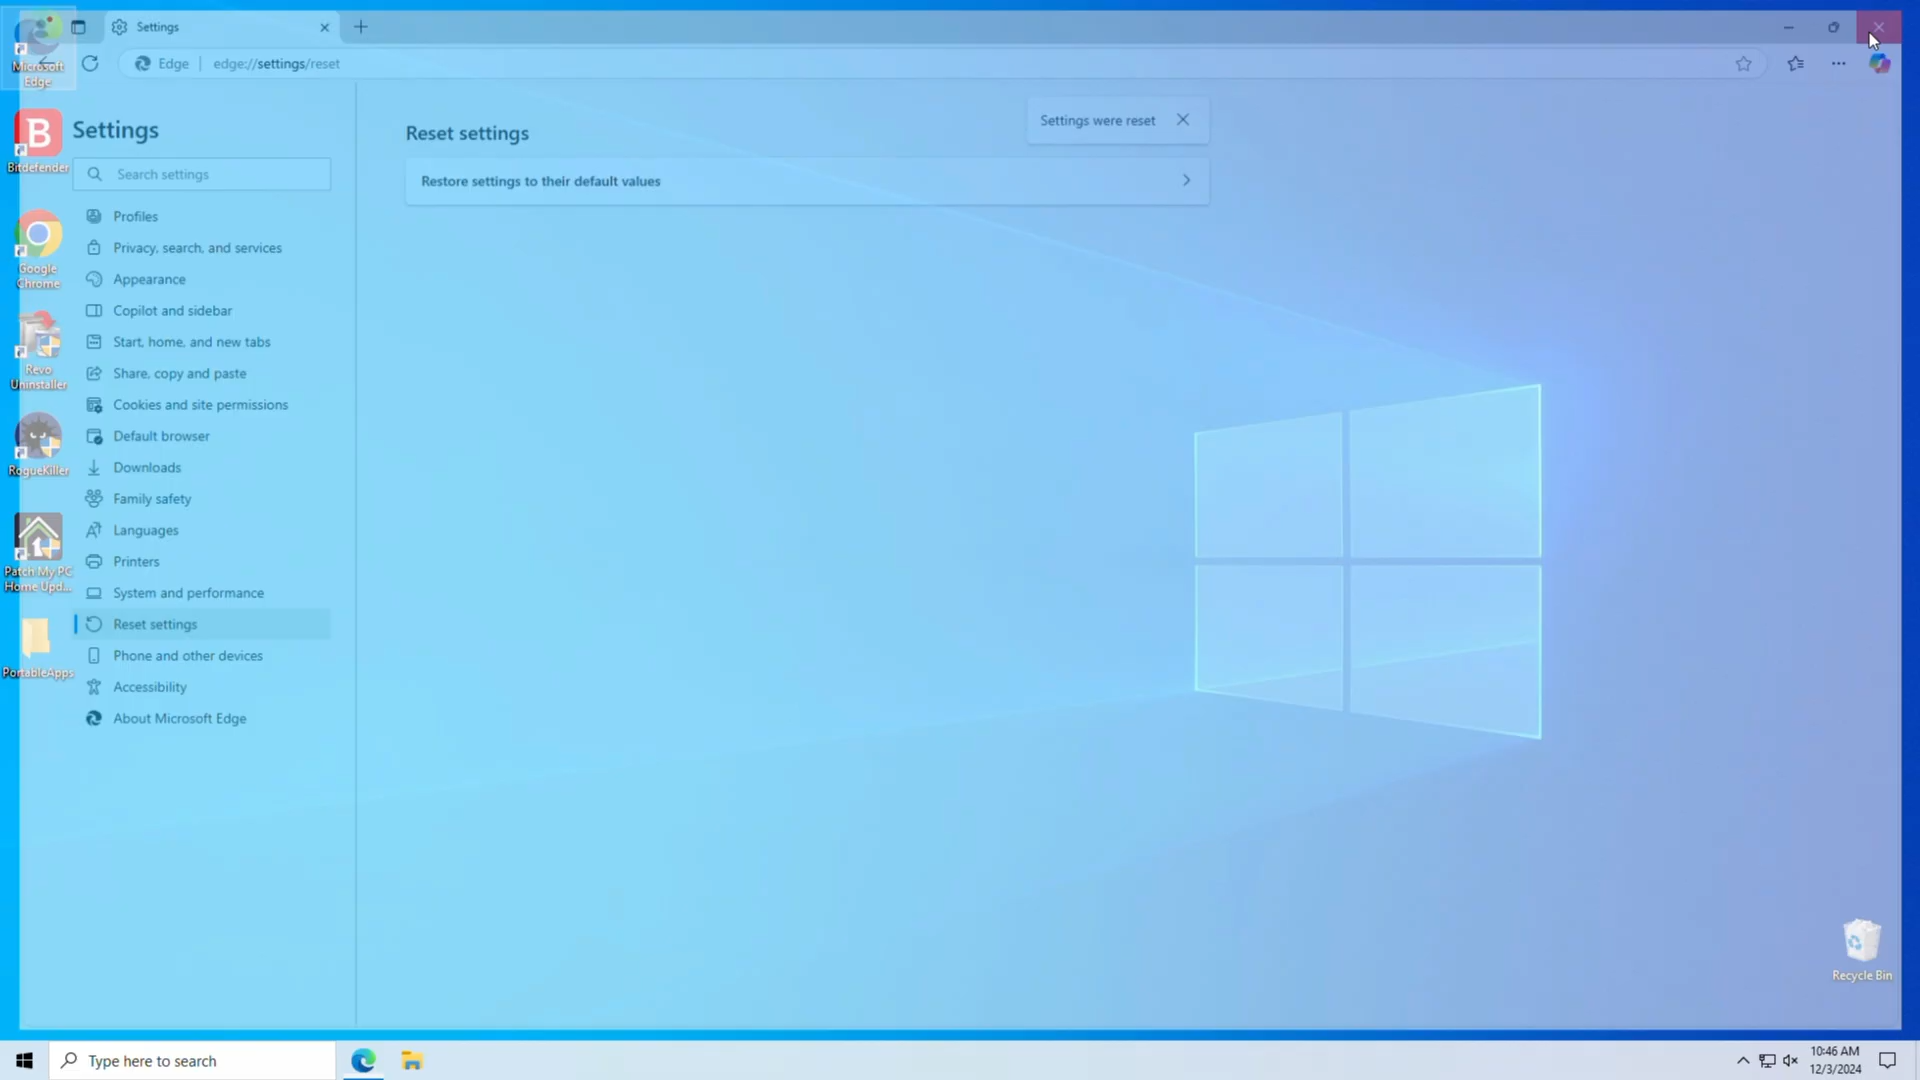 Settings
Edge
edge://settings/reset
Microsoft
Edge
Bitdefender
Google
Chrome
Revo
Uninstaller
RogueKiller
Patch My PC
Home Upd...
PortableApps
Settings
Search settings
Profiles
Privacy, search, and services
Appearance
Copilot and sidebar
Start, home, and new tabs
Share, copy and paste
Cookies and site permissions
Default browser
Downloads
Family safety
Languages
Printers
System and performance
Reset settings
Phone and other devices
Accessibility
About Microsoft Edge
Reset settings
Settings were reset
Restore settings to their default values
Recycle Bin
Type here to search
10:46 AM
12/3/2024